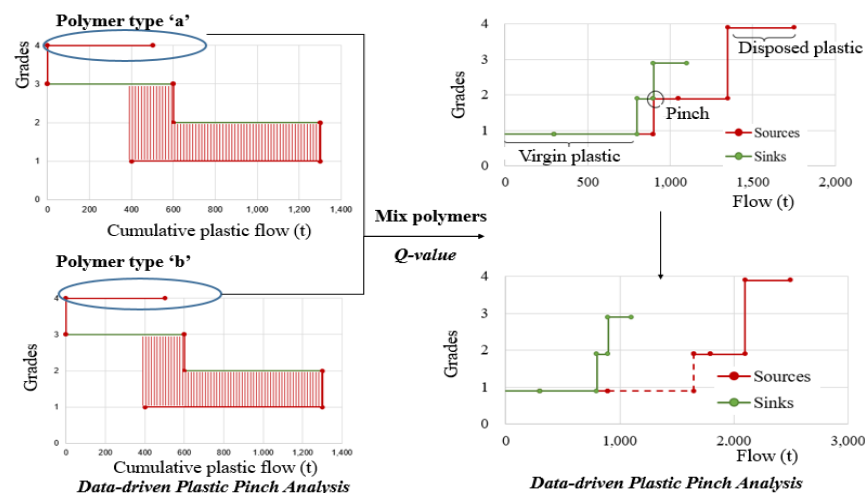 Polymer type ‘a’
Grades
4
3
2
1
0
0
200
400
600
800
1,000
1,200
1,400
Cumulative plastic flow (t)
Polymer type ‘b’
Grades
4
3
2
1
0
0
200
400
600
800
1,000
1,200
1,400
Cumulative plastic flow (t)
Data-driven Plastic Pinch Analysis
Mix polymers
Q-value
Grades
4
3
2
1
0
Disposed plastic
Pinch
Sources
Sinks
Virgin plastic
0
500
1,000
1,500
2,000
Flow (t)
Grades
4
3
2
1
0
Sources
Sinks
0
1,000
2.000
3,000
Flow (t)
Data-driven Plastic Pinch Analysis